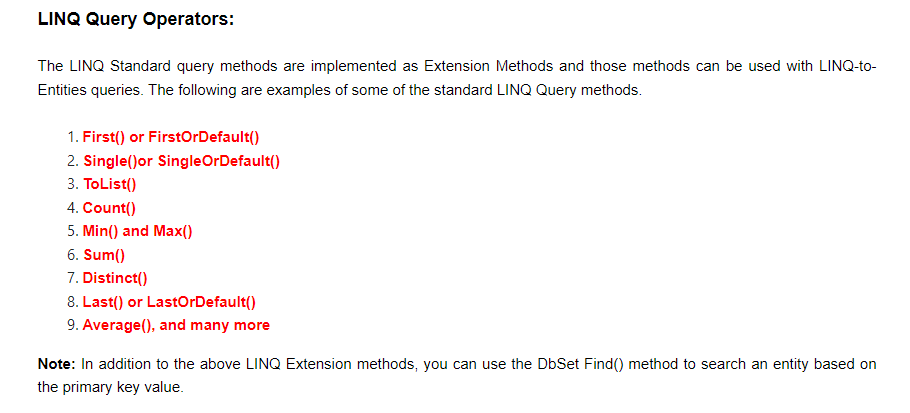 LINQ Query Operators:
The LINQ Standard query methods are implemented as Extension Methods and those methods can be used with LINQ-to-
Entities queries. The following are examples of some of the standard LINQ Query methods.
1. First() or FirstOrDefault()
2. Single()or SingleOrDefault()
3. ToList()
4. Count()
5. Min() and Max()
6. Sum()
7. Distinct()
8. Last() or LastOrDefault()
9. Average(), and many more
Note: In addition to the above LINQ Extension methods, you can use the DbSet Find() method to search an entity based on
the primary key value.